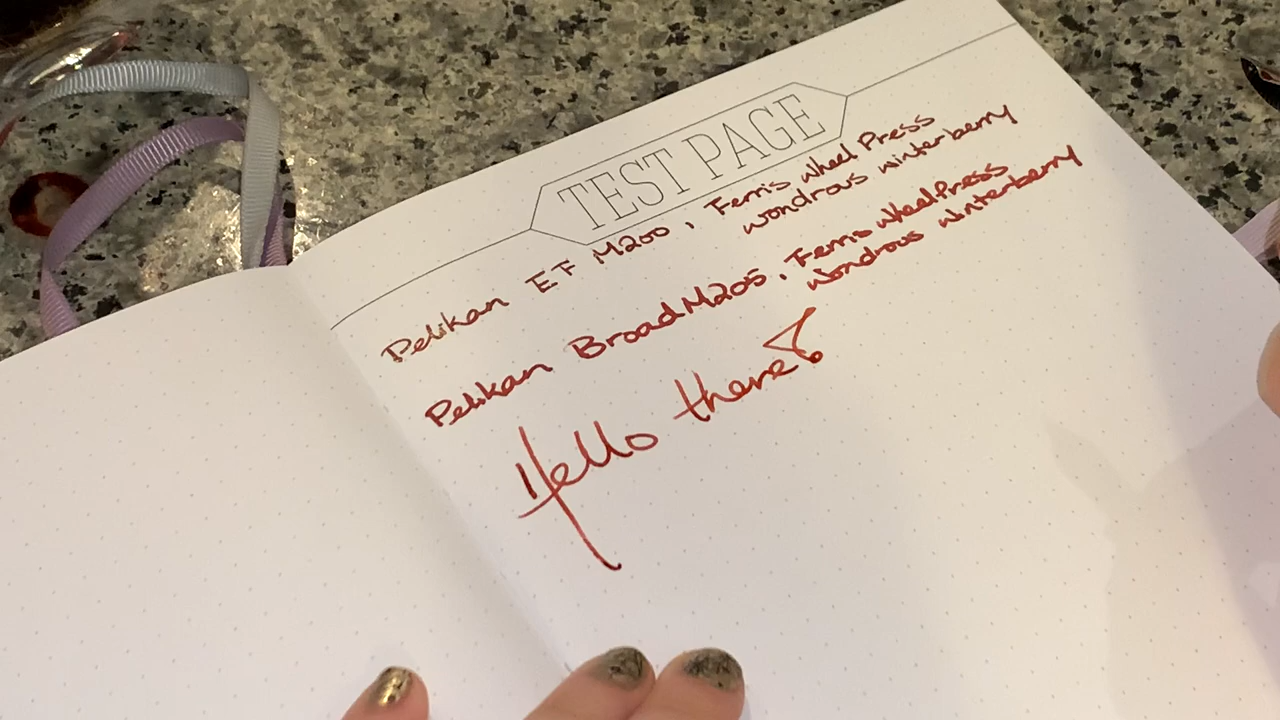 TEST PAGE
Pelikan EF M200, Ferris Wheel Press
wondrous winterberry
Pelikan Broad M205, Ferris Wheel Press
wondrous winterberry
Hello there!